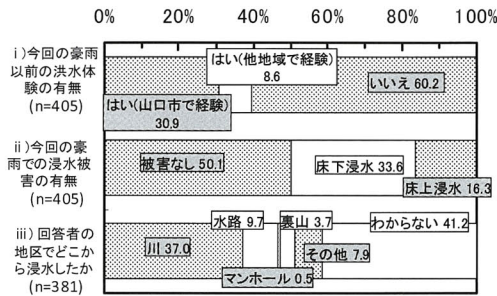 0% 20% 40% 60% 80% 100%
ⅰ)今回の豪雨
以前の洪水体
験の有無
(n=405)
はい(山口市で経験)
30.9
はい(他地域で経験)
8.6
いいえ 60.2
ⅱ)今回の豪
雨での浸水被
害の有無
(n=405)
被害なし 50.1
床下浸水 33.6
床上浸水 16.3
ⅲ)回答者の
地区でどこか
ら浸水したか
(n=381)
川 37.0
水路 9.7
マンホール 0.5
裏山 3.7
その他 7.9
わからない 41.2